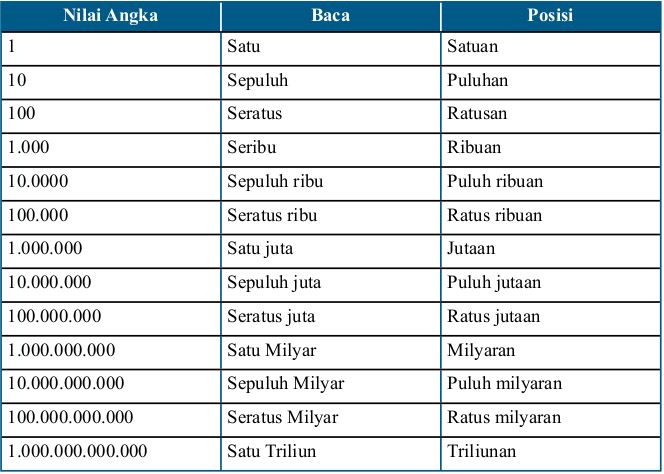 Nilai Angka Baca Posisi
1 Satu Satuan
10 Sepuluh Puluhan
100 Seratus Ratusan
1.000 Seribu Ribuan
10.0000 Sepuluh ribu Puluh ribuan
100.000 Seratus ribu Ratus ribuan
1.000.000 Satu juta Jutaan
10.000.000 Sepuluh juta Puluh jutaan
100.000.000 Seratus juta Ratus jutaan
1.000.000.000 Satu Milyar Milyaran
10.000.000.000 Sepuluh Milyar Puluh milyaran
100.000.000.000 Seratus Milyar Ratus milyaran
1.000.000.000.000 Satu Triliun Triliunan